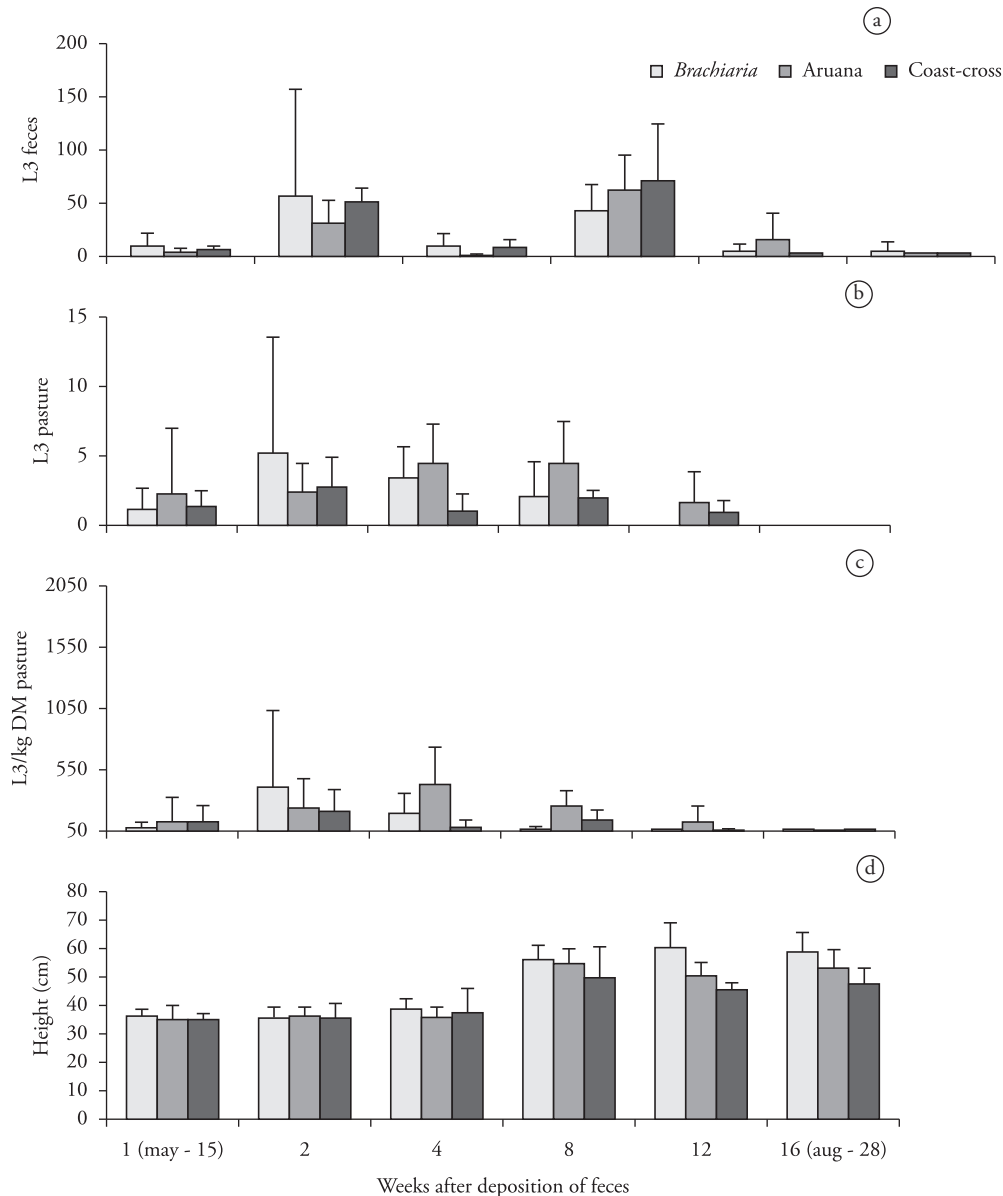 a
200
150
100
50
0
L3 feces
Brachiaria Aruana Coast-cross
b
15
10
5
0
L3 pasture
c
2050
1550
1050
550
50
L3/kg DM pasture
d
80
70
60
50
40
30
20
10
0
Height (cm)
1 (may - 15) 2 4 8 12 16 (aug - 28)
Weeks after deposition of feces